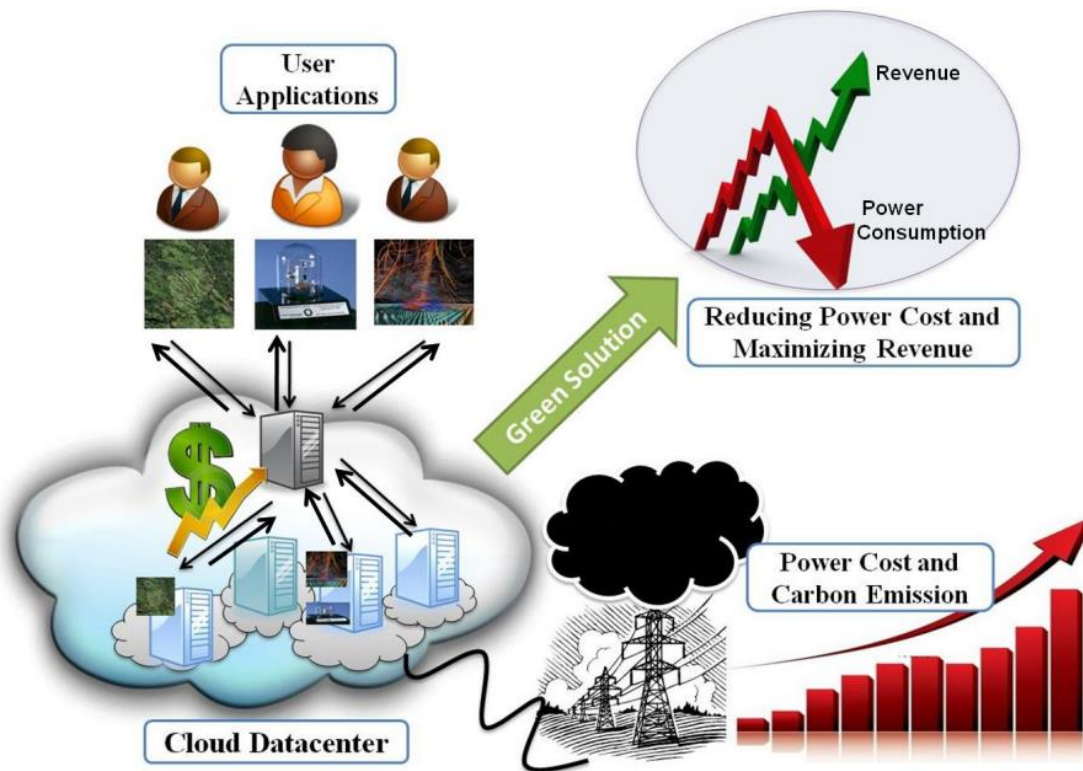 User
Applications
Revenue
Power
Consumption
Reducing Power Cost and
Maximizing Revenue
Green Solution
$
Power Cost and
Carbon Emission
Cloud Datacenter